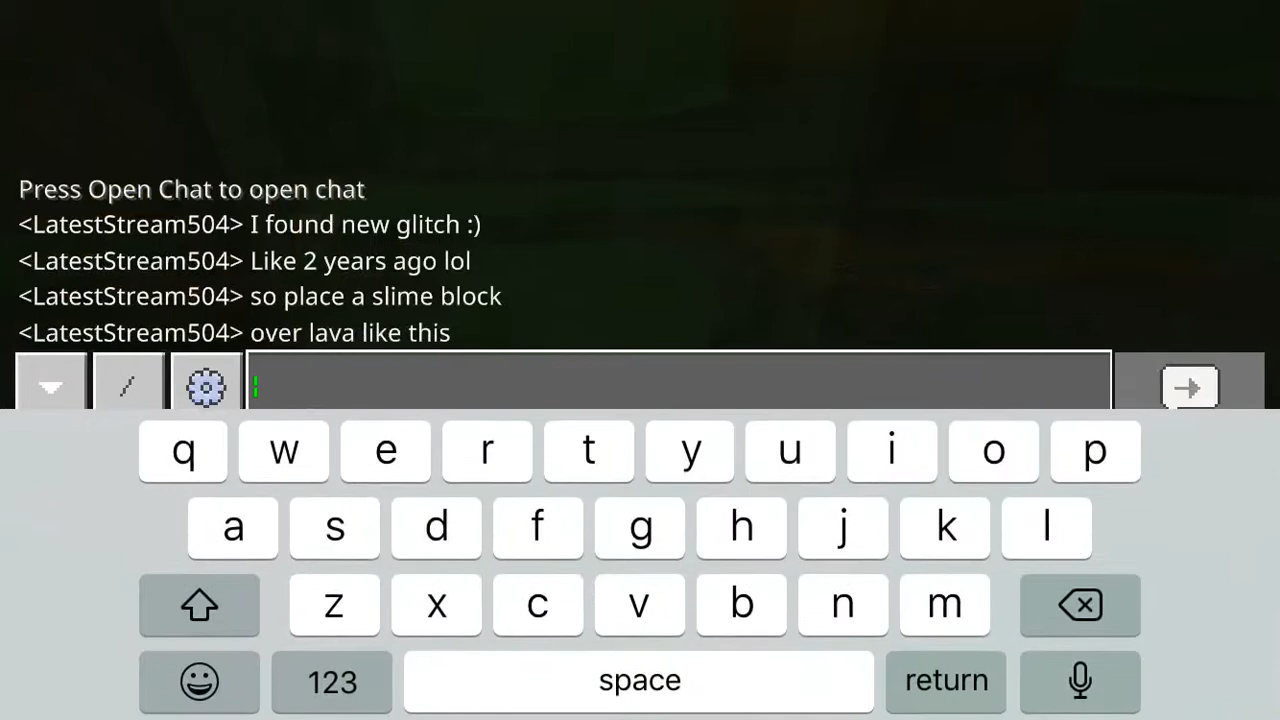 Press Open Chat to open chat
<LatestStream504> I found new glitch :)
<LatestStream504> Like 2 years ago lol
<LatestStream504> so place a slime block
<LatestStream504> over lava like this
/
q w e r t y u i o p
a s d f g h j k l
z x c v b n m
123 space return